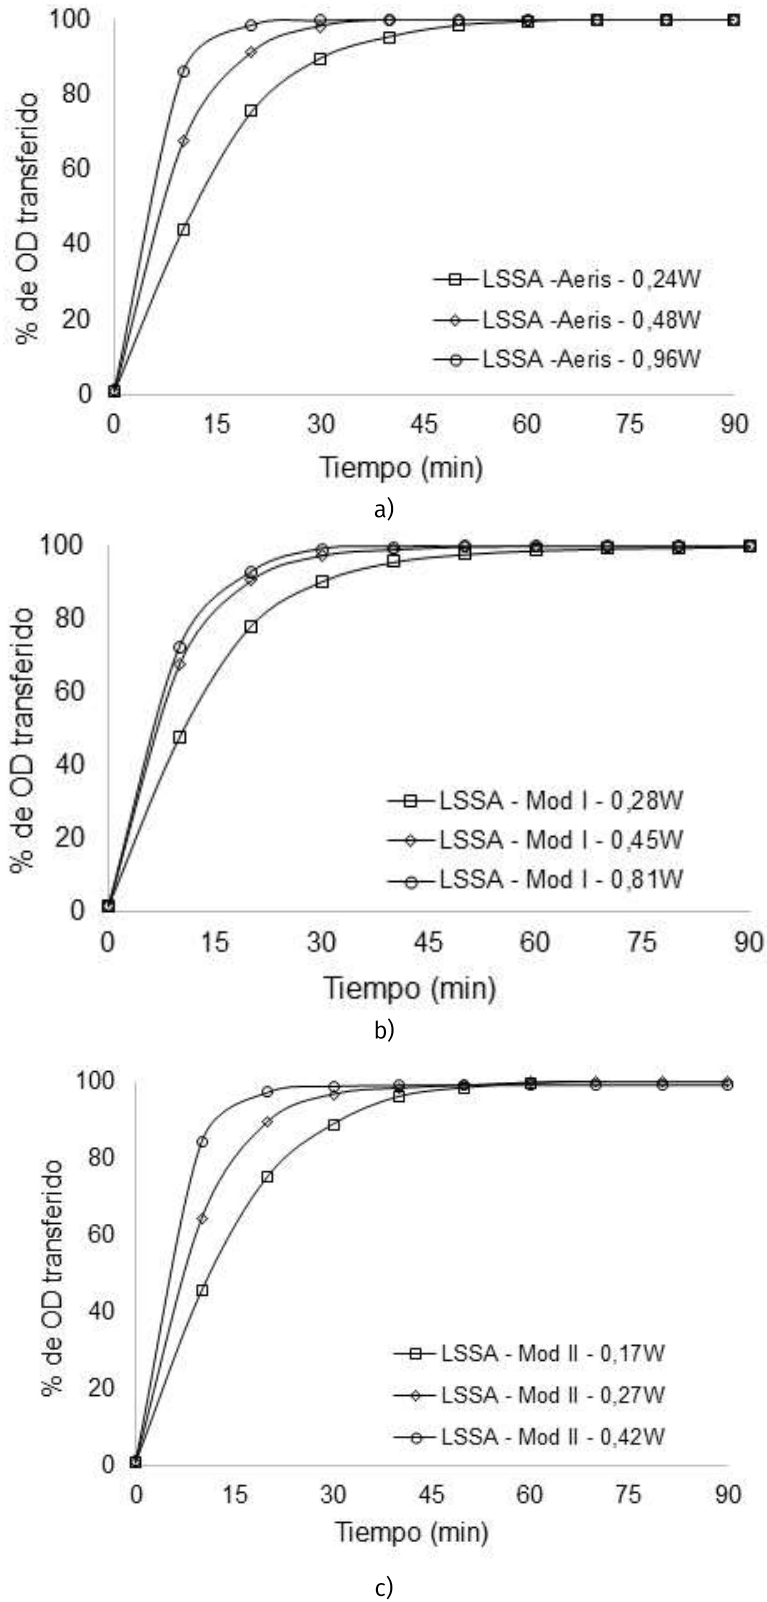 100
80
60
40
20
0
% de OD transferido
LSSA -Aeris - 0,24W
LSSA -Aeris - 0,48W
LSSA -Aeris - 0,96W
0 15 30 45 60 75 90
Tiempo (min)
a)
100
80
60
40
20
0
% de OD transferido
LSSA - Mod I - 0,28W
LSSA - Mod I - 0,45W
LSSA - Mod I - 0,81W
0 15 30 45 60 75 90
Tiempo (min)
b)
100
80
60
40
20
0
% de OD transferido
LSSA - Mod II - 0,17W
LSSA - Mod II - 0,27W
LSSA - Mod II - 0,42W
0 15 30 45 60 75 90
Tiempo (min)
c)